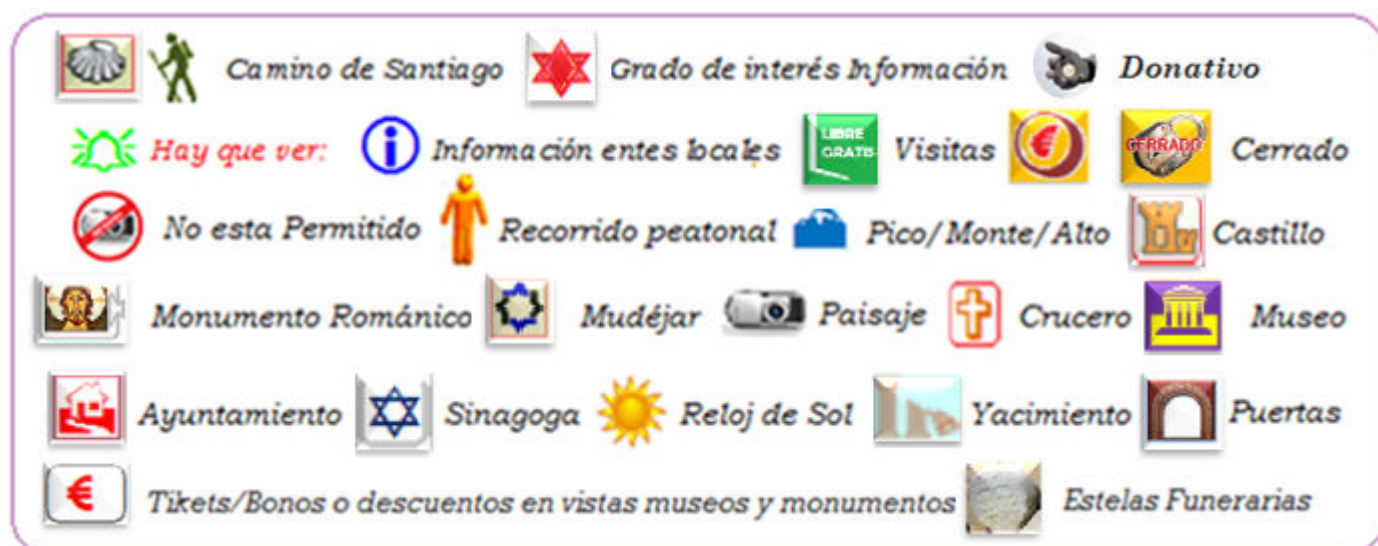 Camino de Santiago Grado de interés Información Donativo
Hay que ver: Información entes locales LIBRE GRATIS Visitas € CERRADO Cerrado
No esta Permitido Recorrido peatonal Pico/Monte/Alto Castillo
Monumento Románico Mudéjar Paisaje Crucero Museo
Ayuntamiento Sinagoga Reloj de Sol Yacimiento Puertas
€ Tikets/Bonos o descuentos en vistas museos y monumentos Estelas Funerarias